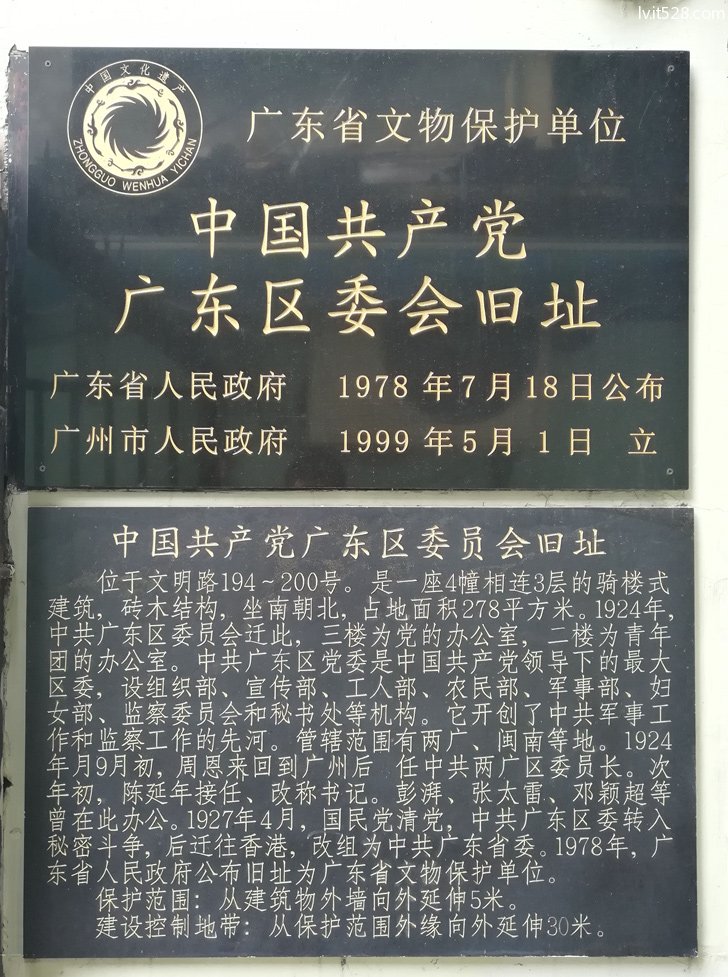 lvit528.com
中国文化遗产
ZHONGGUO WENHUA YICHAN
广东省文物保护单位
中国共产党
广东区委会旧址
广东省人民政府 1978年7月18日公布
广州市人民政府 1999年5月1日 立
中国共产党广东区委员会旧址
位于文明路194~200号。是一座4幢相连3层的骑楼式
建筑，砖木结构，坐南朝北，占地面积278平方米。1924年，
中共广东区委员会迁此，三楼为党的办公室，二楼为青年
团的办公室。中共广东区党委是中国共产党领导下的最大
区委，设组织部、宣传部、工人部、农民部、军事部、妇
女部、监察委员会和秘书处等机构。它开创了中共军事工
作和监察工作的先河。管辖范围有两广、闽南等地。1924
年月9月初，周恩来回到广州后 任中共两广区委员长。次
年初，陈延年接任、改称书记。彭湃、张太雷、邓颖超等
曾在此办公。1927年4月，国民党清党，中共广东区委转入
秘密斗争，后迁往香港，改组为中共广东省委。1978年，广
东省人民政府公布旧址为广东省文物保护单位。
保护范围：从建筑物外墙向外延伸5米。
建设控制地带：从保护范围外缘向外延伸30米。